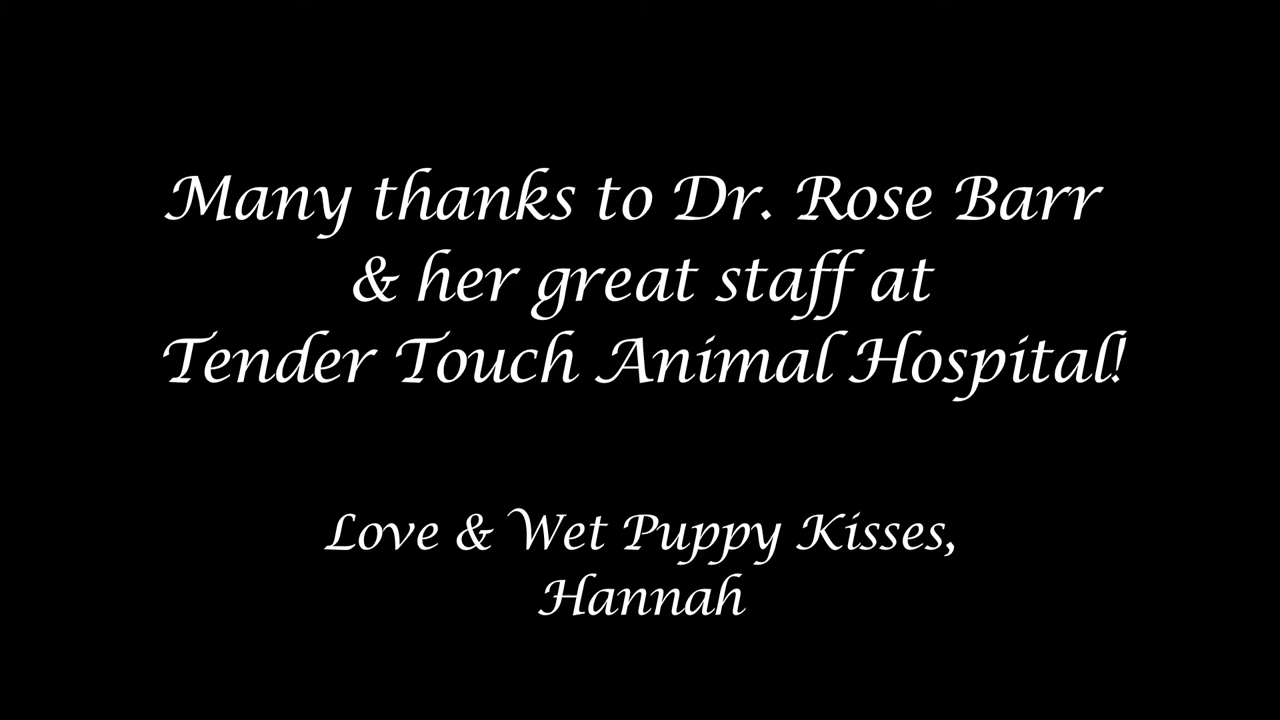 Many thanks to Dr. Rose Barr
& her great staff at
Tender Touch Animal Hospital!
Love & Wet Puppy Kisses,
Hannah